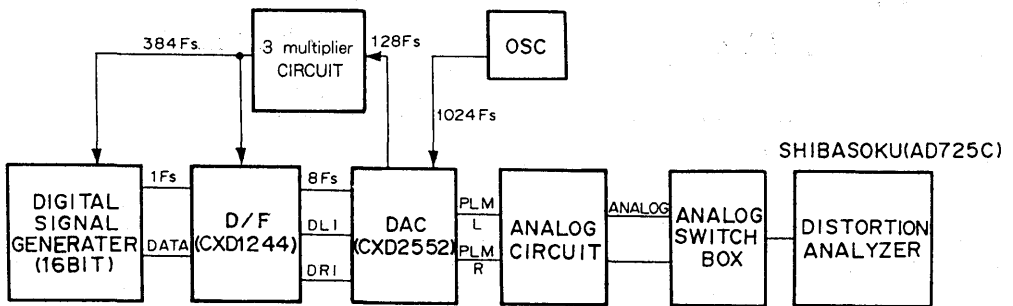 384Fs
3 multiplier
CIRCUIT
128Fs
OSC
1024Fs
SHIBASOKU(AD725C)
DIGITAL
SIGNAL
GENERATER
(16BIT)
1Fs
DATA
D/F
(CXD1244)
8Fs
DLI
DRI
DAC
(CXD2552)
PLM
L
PLM
R
ANALOG
CIRCUIT
ANALOG
ANALOG
SWITCH
BOX
DISTORTION
ANALYZER